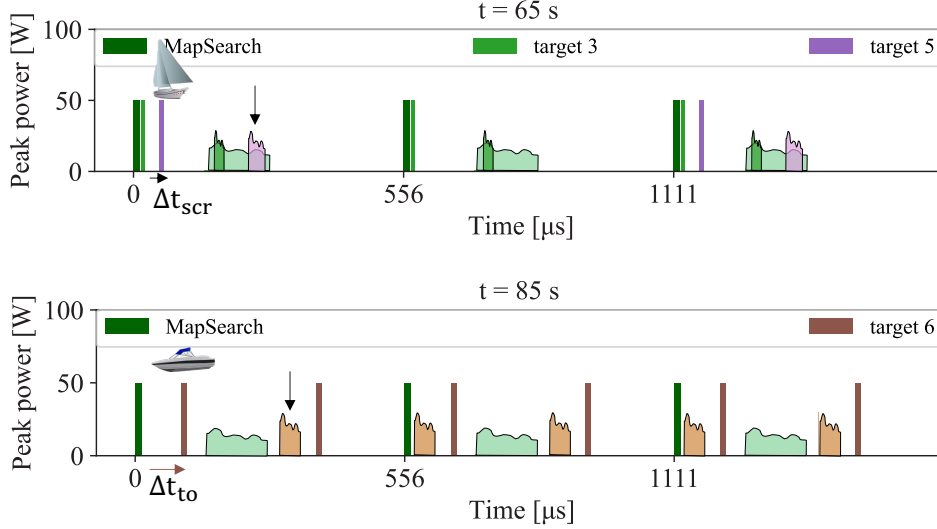 t = 65 s
Peak power [W]
100
50
0
MapSearch
target 3
target 5
0
556
1111
Δt_scr
Time [μs]
t = 85 s
Peak power [W]
100
50
0
MapSearch
target 6
0
556
1111
Δt_to
Time [μs]